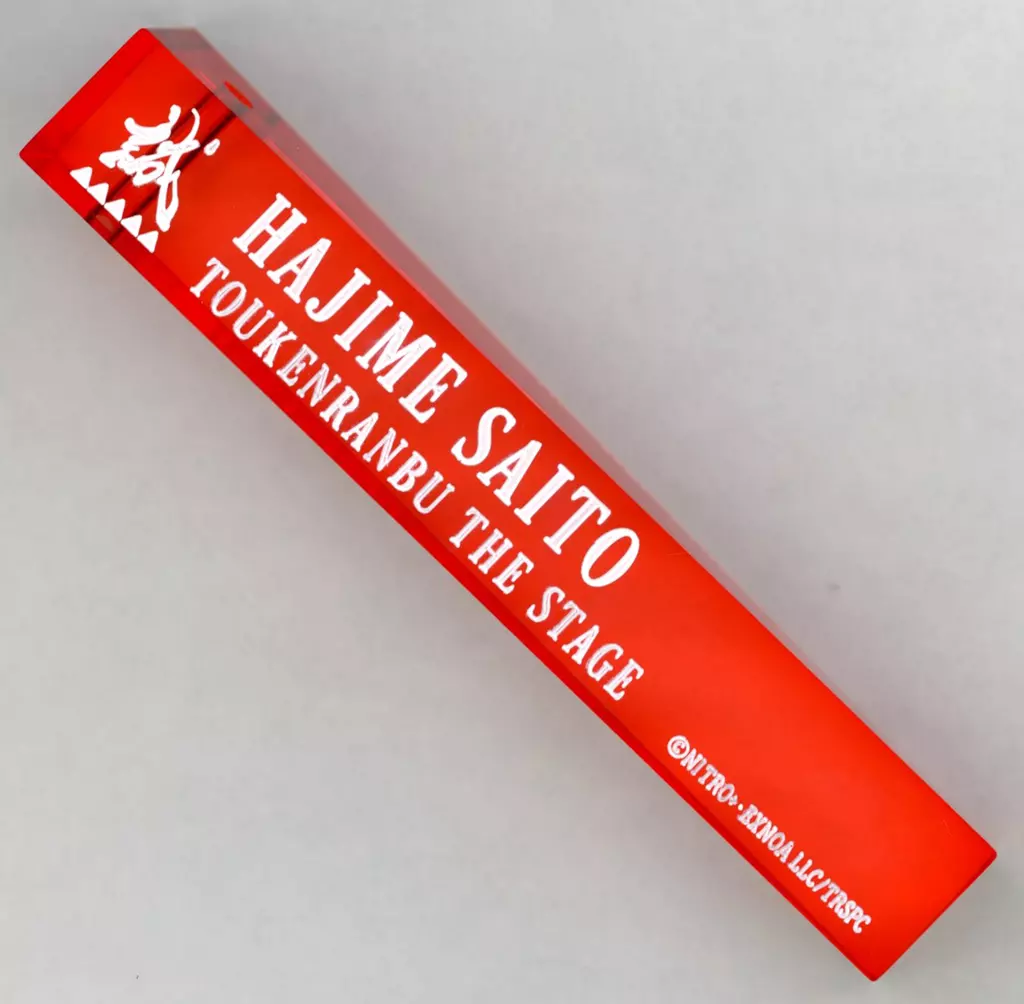 誠
HAJIME SAITO
TOUKENRANBU THE STAGE
©NITRO+・EXNOA LLC/TRSPC